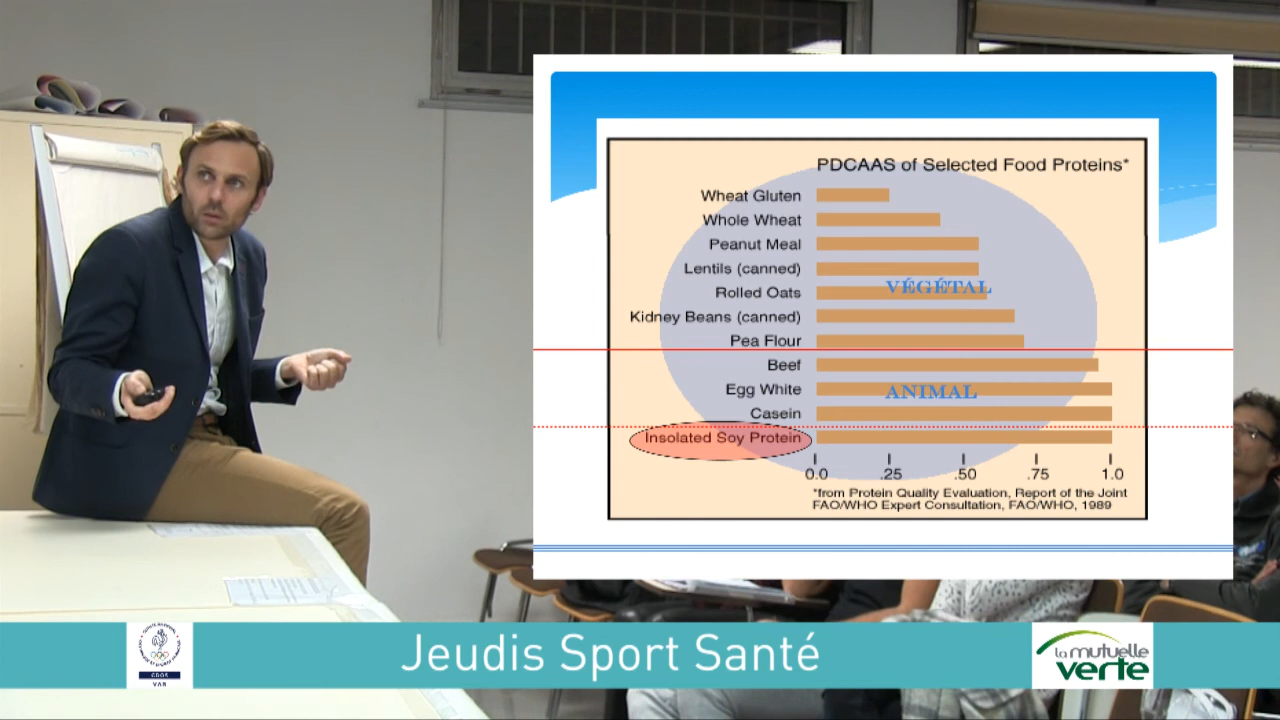 PDCAAS of Selected Food Proteins*
Wheat Gluten
Whole Wheat
Peanut Meal
Lentils (canned)
Rolled Oats
VÉGÉTAL
Kidney Beans (canned)
Pea Flour
Beef
Egg White
ANIMAL
Casein
Insolated Soy Protein
0.0 .25 .50 .75 1.0
*from Protein Quality Evaluation, Report of the Joint
FAO/WHO Expert Consultation, FAO/WHO, 1989
Jeudis Sport Santé
CDOS
VAR
la mutuelle
verte